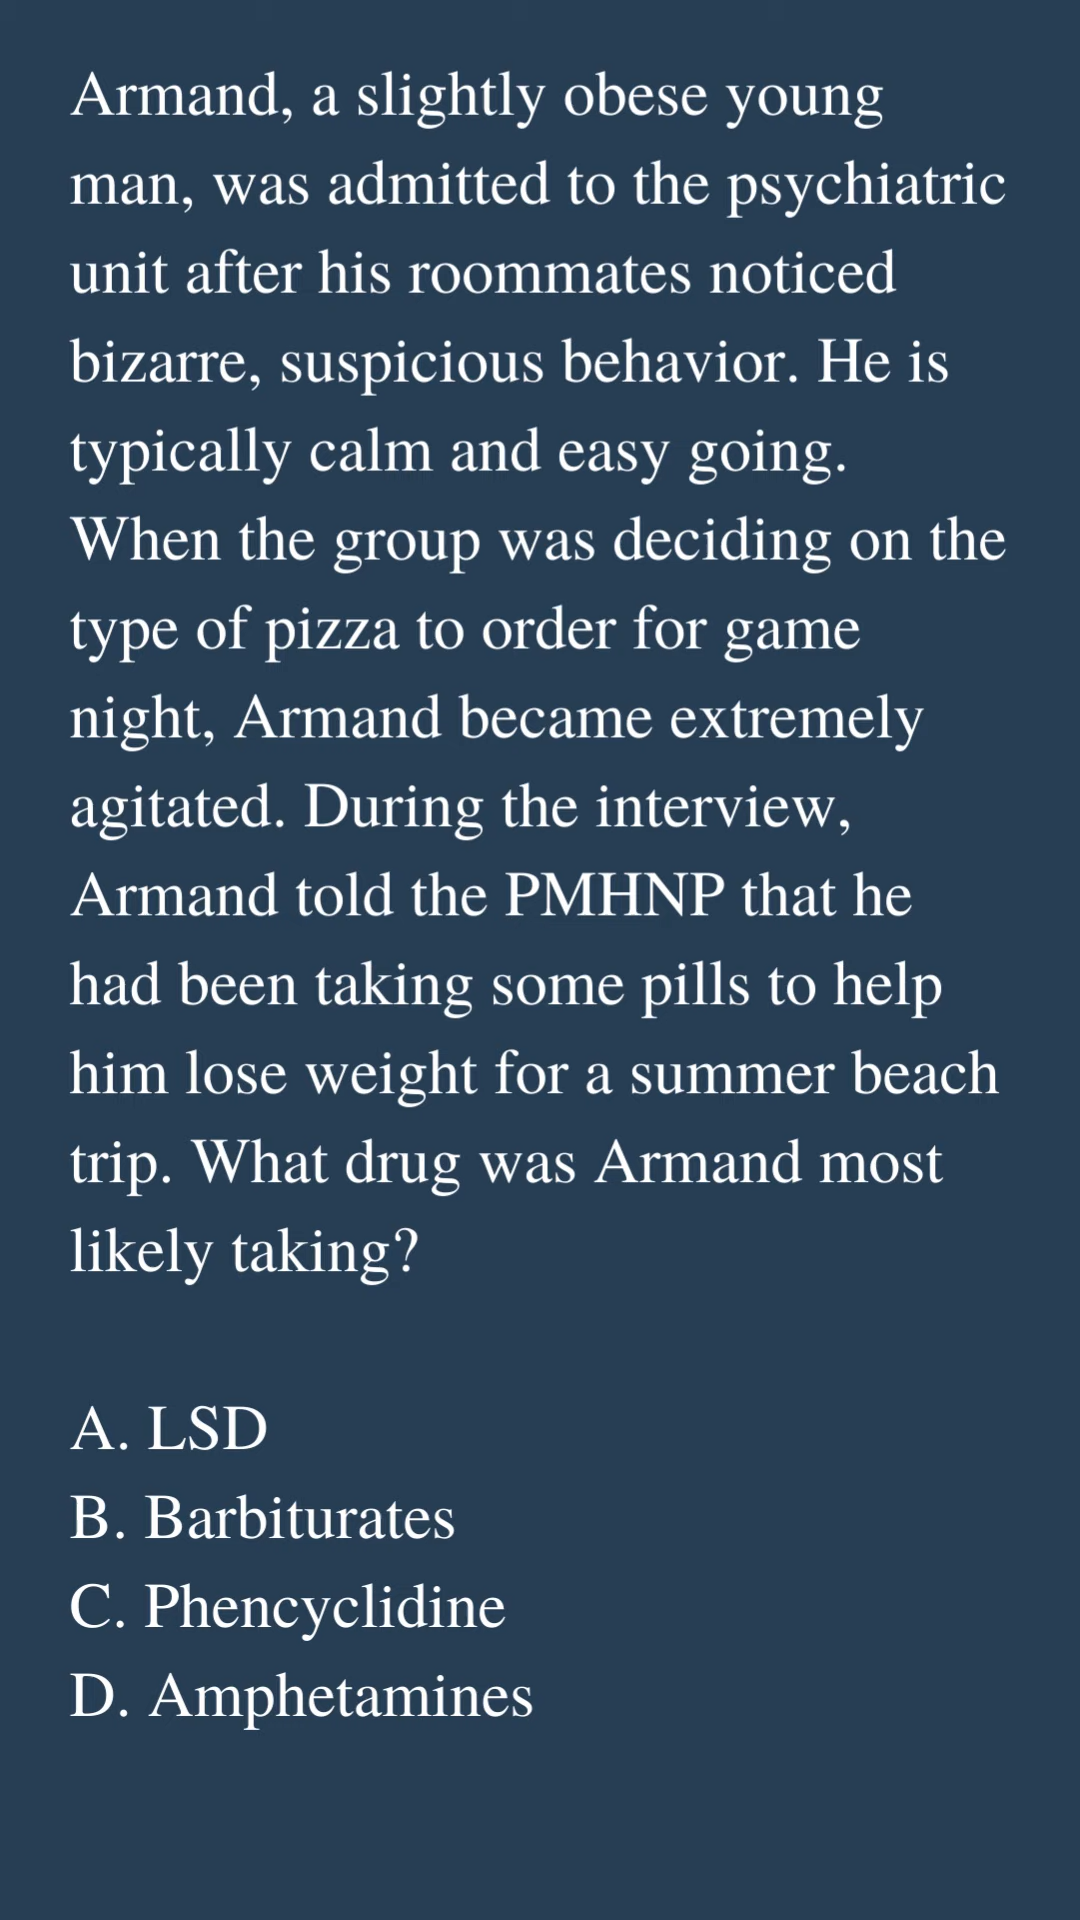 Armand, a slightly obese young
man, was admitted to the psychiatric
unit after his roommates noticed
bizarre, suspicious behavior. He is
typically calm and easy going.
When the group was deciding on the
type of pizza to order for game
night, Armand became extremely
agitated. During the interview,
Armand told the PMHNP that he
had been taking some pills to help
him lose weight for a summer beach
trip. What drug was Armand most
likely taking?
A. LSD
B. Barbiturates
C. Phencyclidine
D. Amphetamines